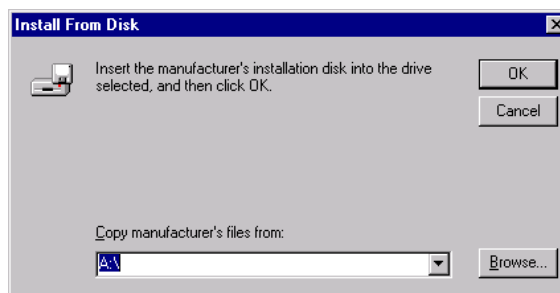 Install From Disk
Insert the manufacturer's installation disk into the drive
selected, and then click OK.
OK
Cancel
Copy manufacturer's files from:
A:\
Browse...